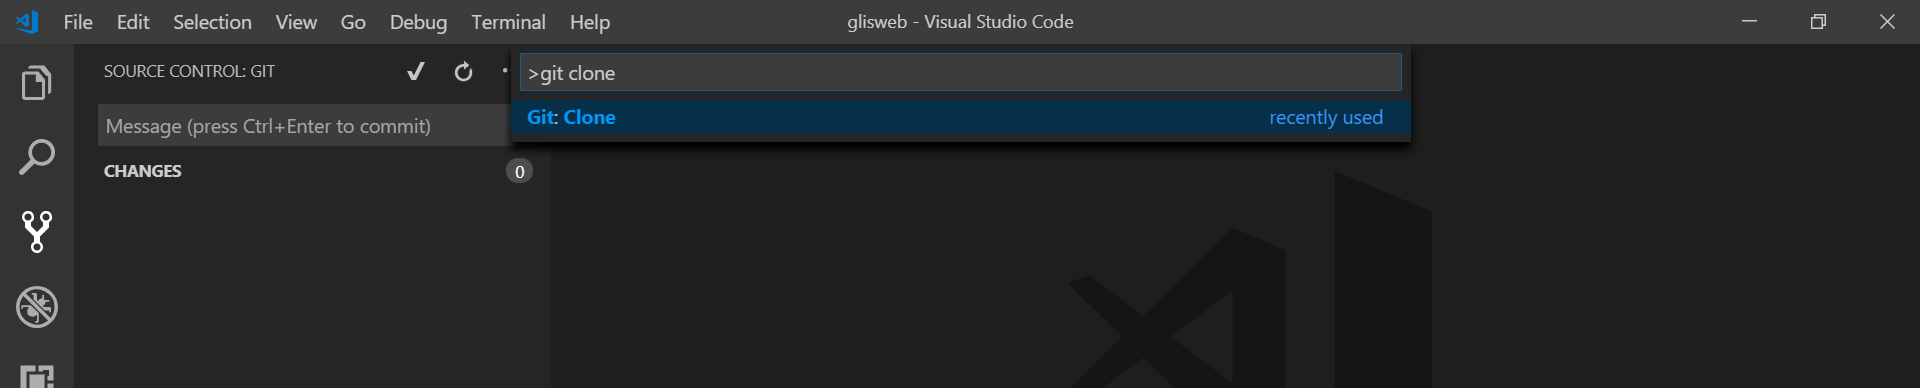 File Edit Selection View Go Debug Terminal Help
glisweb - Visual Studio Code
SOURCE CONTROL: GIT
>git clone
Git: Clone
recently used
Message (press Ctrl+Enter to commit)
CHANGES
0